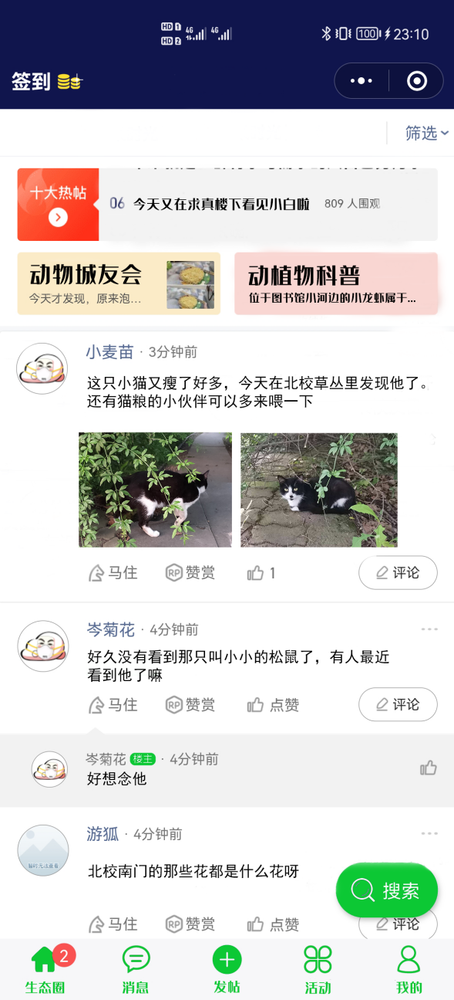 HD 1 4G 4G 100 23:10
HD 2
签到
筛选
十大热帖
06 今天又在求真楼下看见小白啦 809 人围观
动物城友会
今天才发现，原来泡...
动植物科普
位于图书馆小河边的小龙虾属于...
小麦苗 · 3分钟前
这只小猫又瘦了好多，今天在北校草丛里发现他了。
还有猫粮的小伙伴可以多来喂一下
马住 RP 赞赏 1 评论
岑菊花 · 4分钟前
好久没有看到那只叫小小的松鼠了，有人最近
看到他了嘛
马住 RP 赞赏 点赞 评论
岑菊花 楼主 · 4分钟前
好想念他
游狐 · 4分钟前
北校南门的那些花都是什么花呀
搜索
马住 RP 赞赏 点赞 评论
2
生态圈 消息 发帖 活动 我的